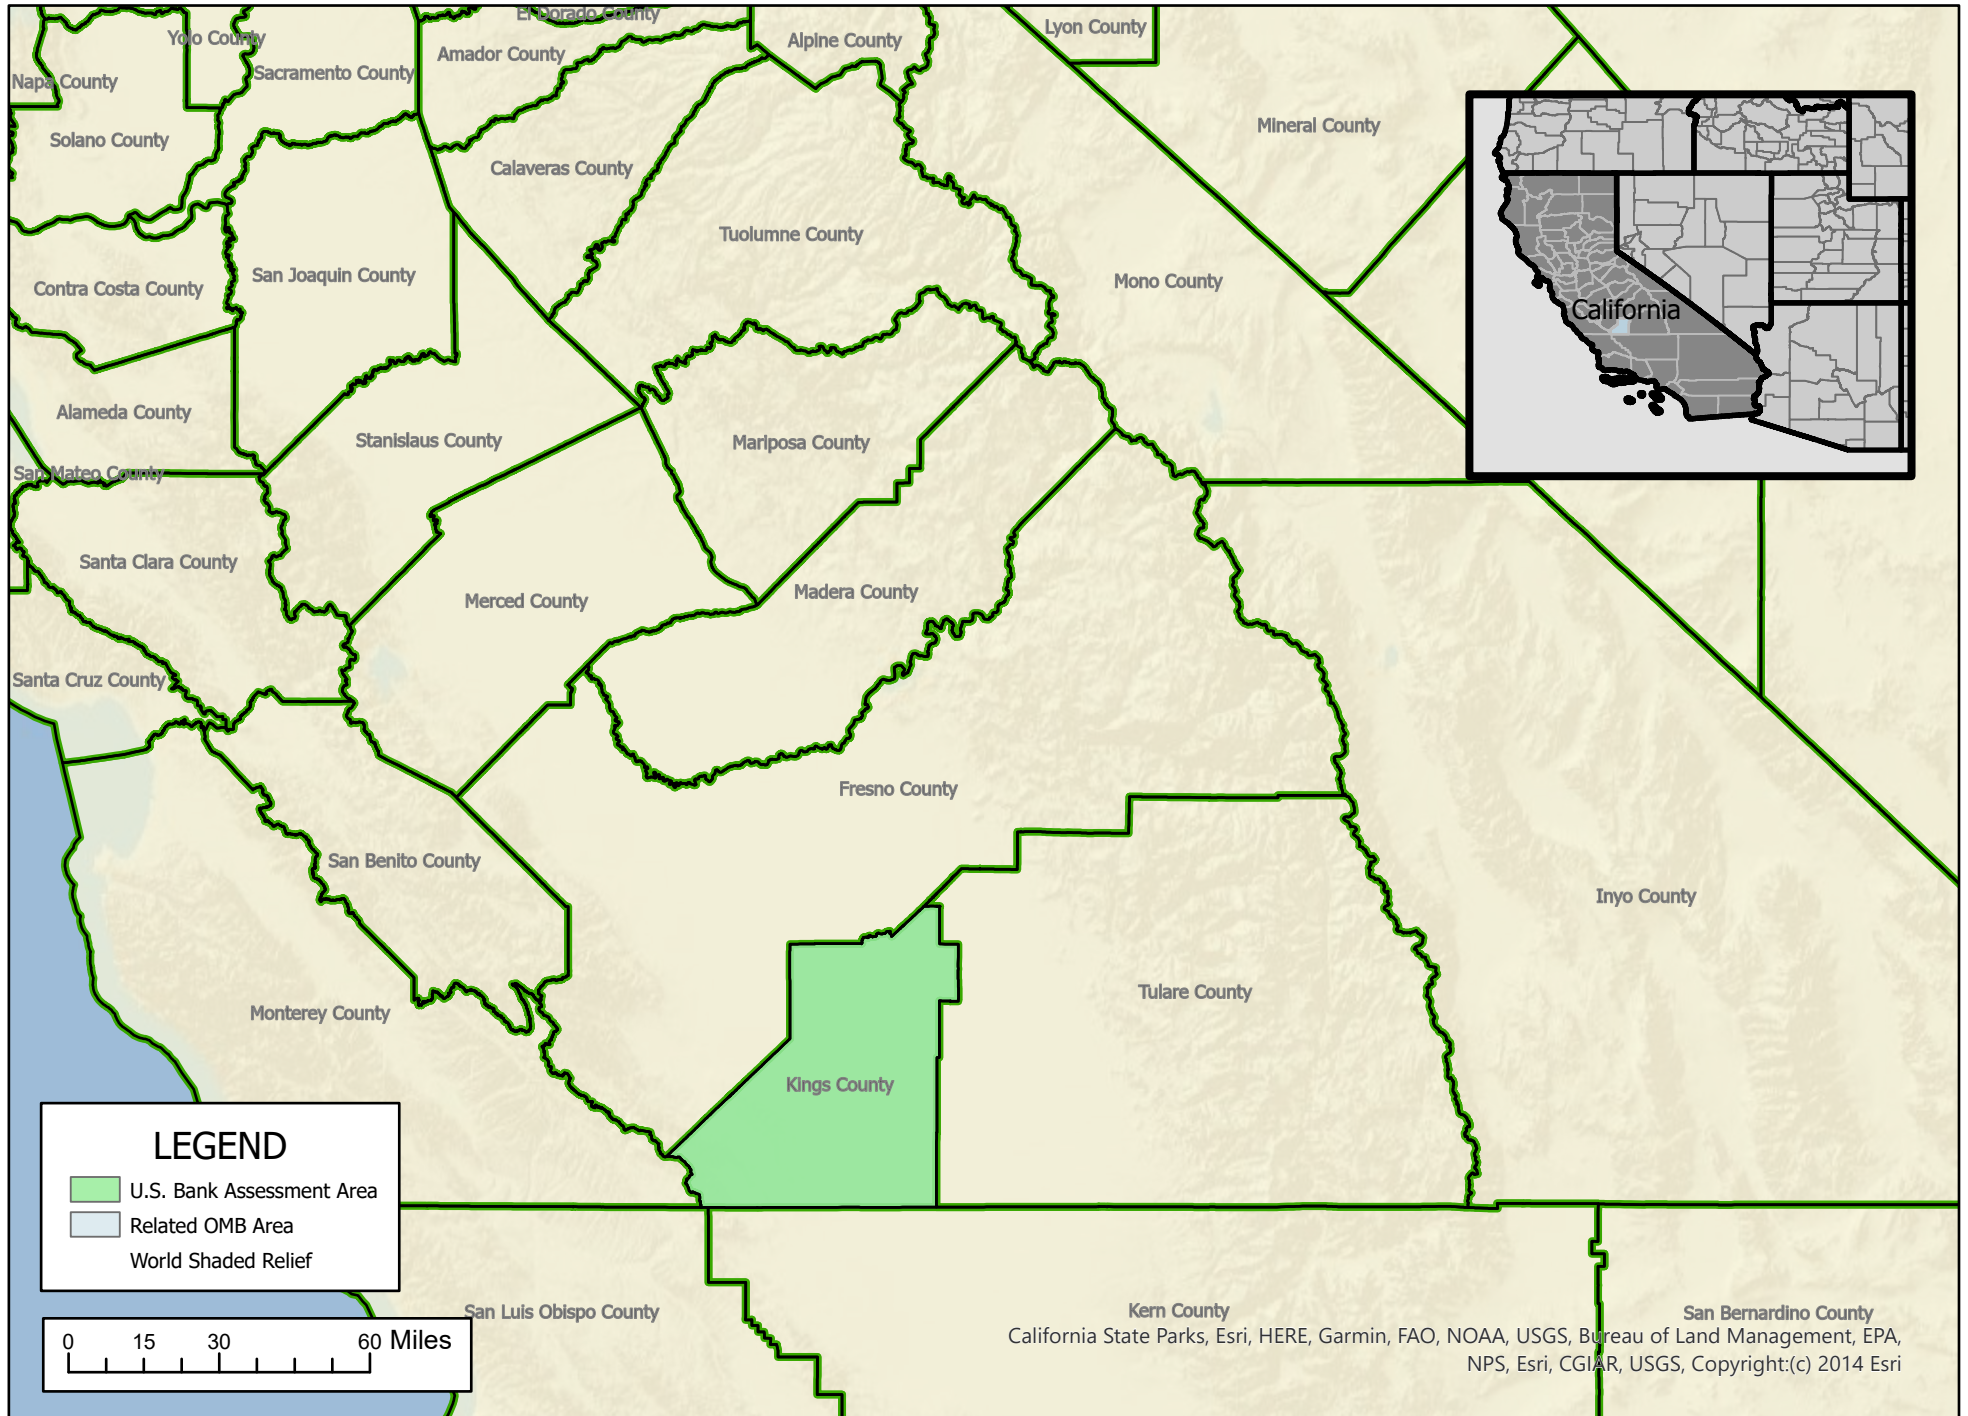 El Dorado County
Yolo County
Amador County
Alpine County
Lyon County
Napa County
Sacramento County
Solano County
Mineral County
Calaveras County
Tuolumne County
San Joaquin County
Contra Costa County
Mono County
California
Alameda County
Stanislaus County
Mariposa County
San Mateo County
Santa Clara County
Merced County
Madera County
Santa Cruz County
Fresno County
San Benito County
Inyo County
Tulare County
Monterey County
Kings County
LEGEND
U.S. Bank Assessment Area
Related OMB Area
World Shaded Relief
San Luis Obispo County
Kern County
San Bernardino County
0 15 30 60 Miles
California State Parks, Esri, HERE, Garmin, FAO, NOAA, USGS, Bureau of Land Management, EPA,
NPS, Esri, CGIAR, USGS, Copyright:(c) 2014 Esri